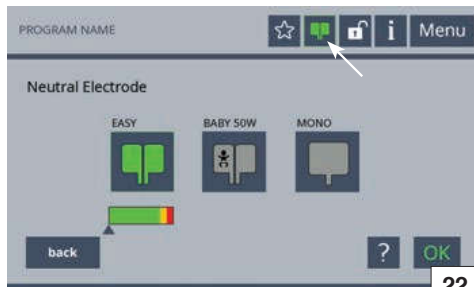 PROGRAM NAME
i Menu
Neutral Electrode
EASY BABY 50W MONO
back ? OK
22